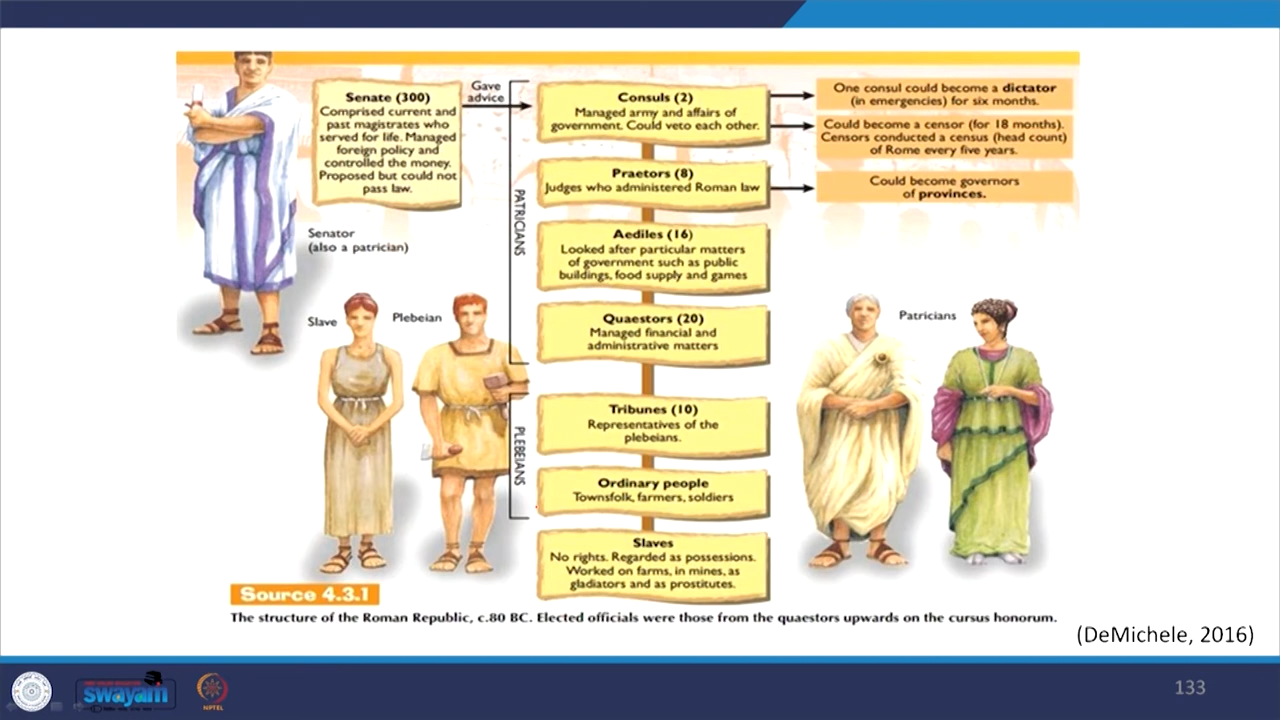 Senate (300)
Comprised current and
past magistrates who
served for life. Managed
foreign policy and
controlled the money.
Proposed but could not
pass law.
Gave
advice
Senator
(also a patrician)
Slave
Plebeian
PATRICIANS
PLEBEIANS
Consuls (2)
Managed army and affairs of
government. Could veto each other.
Praetors (8)
Judges who administered Roman law
Aediles (16)
Looked after particular matters
of government such as public
buildings, food supply and games
Quaestors (20)
Managed financial and
administrative matters
Tribunes (10)
Representatives of the
plebeians.
Ordinary people
Townsfolk, farmers, soldiers
Slaves
No rights. Regarded as possessions.
Worked on farms, in mines, as
gladiators and as prostitutes.
One consul could become a dictator
(in emergencies) for six months.
Could become a censor (for 18 months).
Censors conducted a census (head count)
of Rome every five years.
Could become governors
of provinces.
Patricians
Source 4.3.1
The structure of the Roman Republic, c.80 BC. Elected officials were those from the quaestors upwards on the cursus honorum.
(DeMichele, 2016)
swayam
NPTEL
133